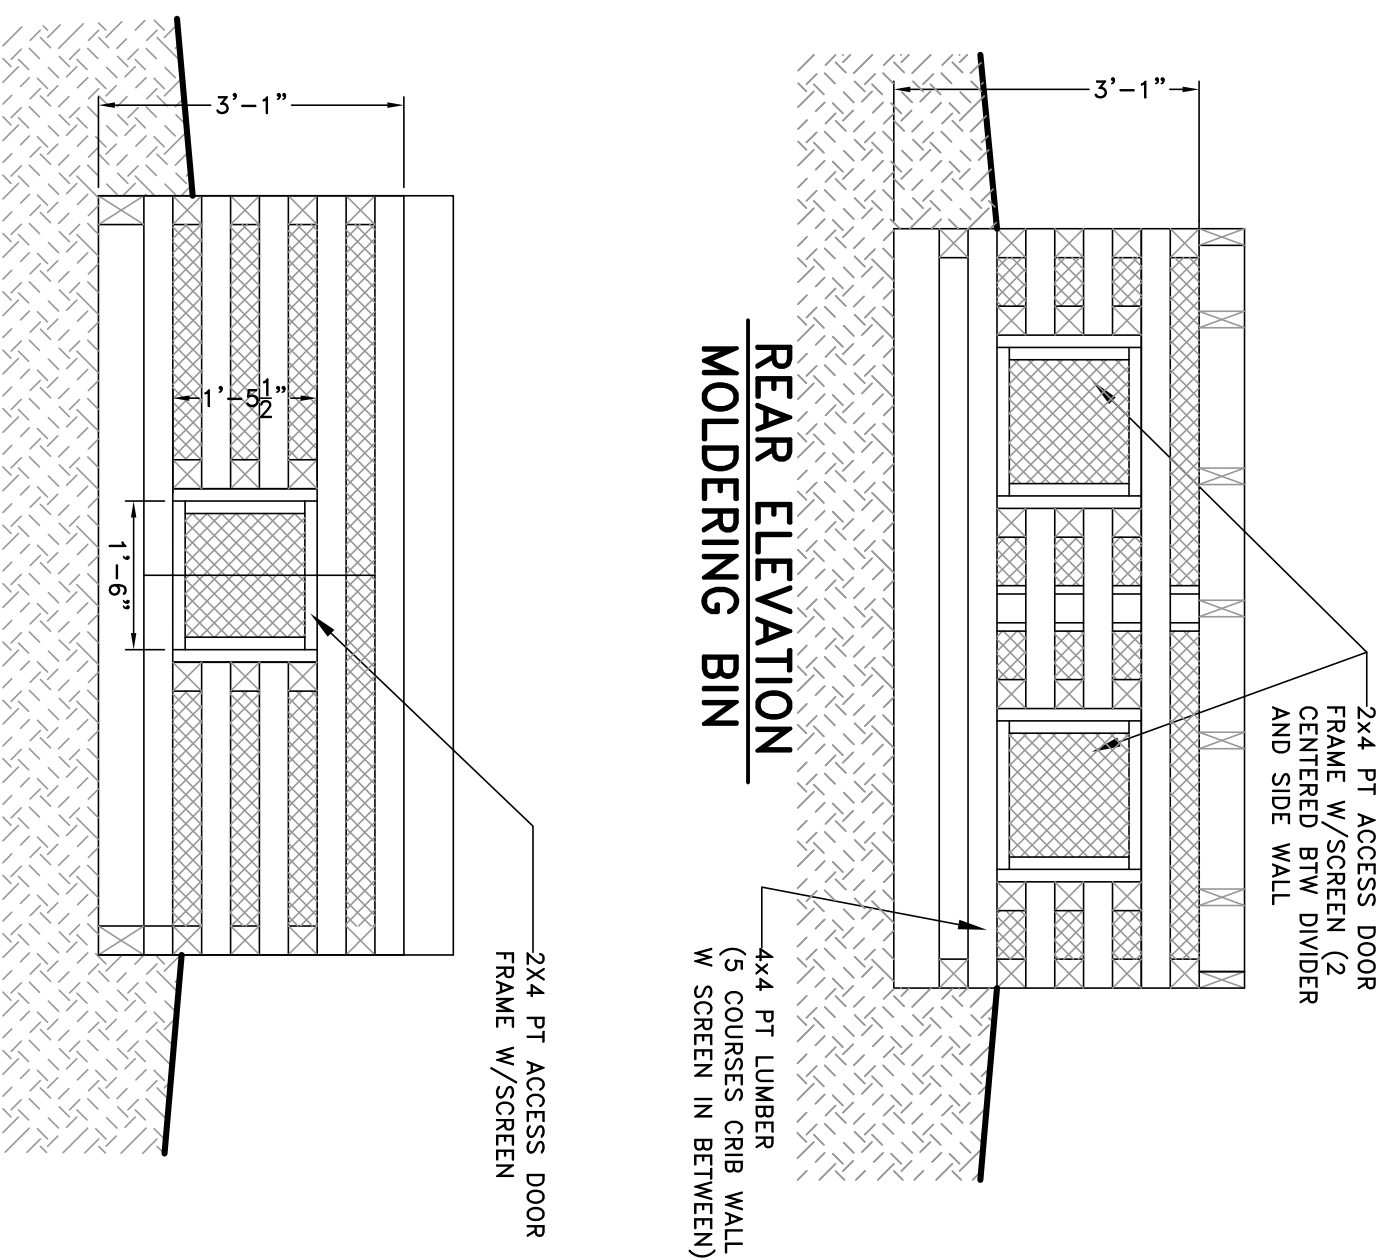 3'-1"
2x4 PT ACCESS DOOR
FRAME W/SCREEN (2
CENTERED BTW DIVIDER
AND SIDE WALL
4x4 PT LUMBER
(5 COURSES CRIB WALL
W SCREEN IN BETWEEN)
REAR ELEVATION
MOLDERING BIN
3'-1"
1'-5 1/2"
1'-6"
2X4 PT ACCESS DOOR
FRAME W/SCREEN